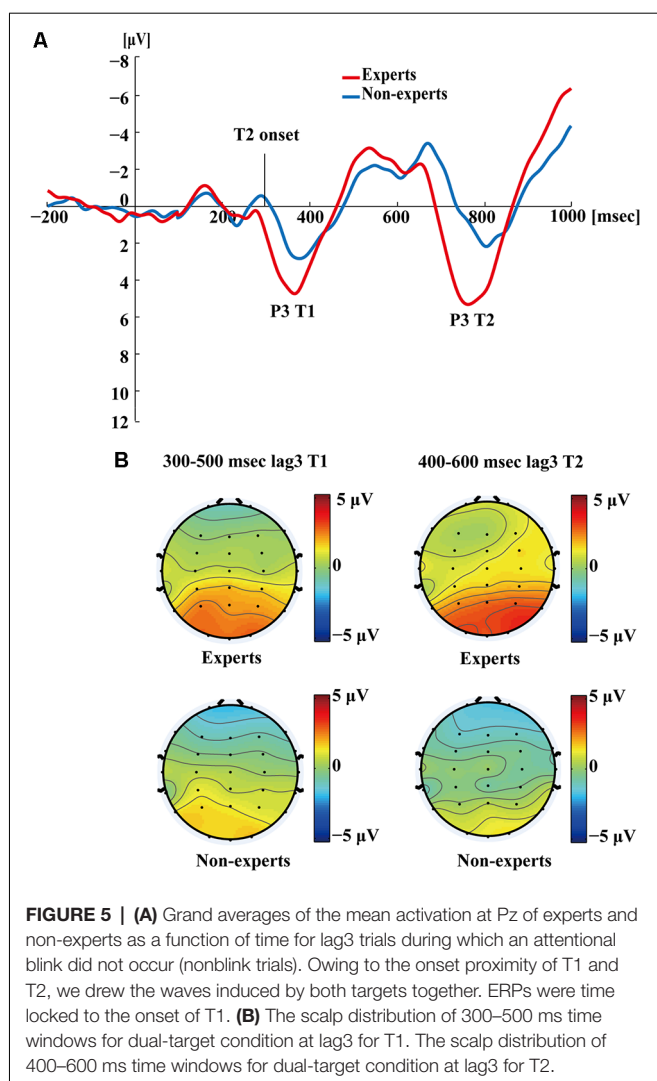 A
[µV]
−8
−6
−4
−2
0
2
4
6
8
10
12
Experts
Non-experts
T2 onset
−200
200
400
600
800
1000 [msec]
P3 T1
P3 T2
B
300-500 msec lag3 T1
400-600 msec lag3 T2
5 µV
0
−5 µV
Experts
5 µV
0
−5 µV
Experts
5 µV
0
−5 µV
Non-experts
5 µV
0
−5 µV
Non-experts
FIGURE 5 | (A) Grand averages of the mean activation at Pz of experts and
non-experts as a function of time for lag3 trials during which an attentional
blink did not occur (nonblink trials). Owing to the onset proximity of T1 and
T2, we drew the waves induced by both targets together. ERPs were time
locked to the onset of T1. (B) The scalp distribution of 300–500 ms time
windows for dual-target condition at lag3 for T1. The scalp distribution of
400–600 ms time windows for dual-target condition at lag3 for T2.